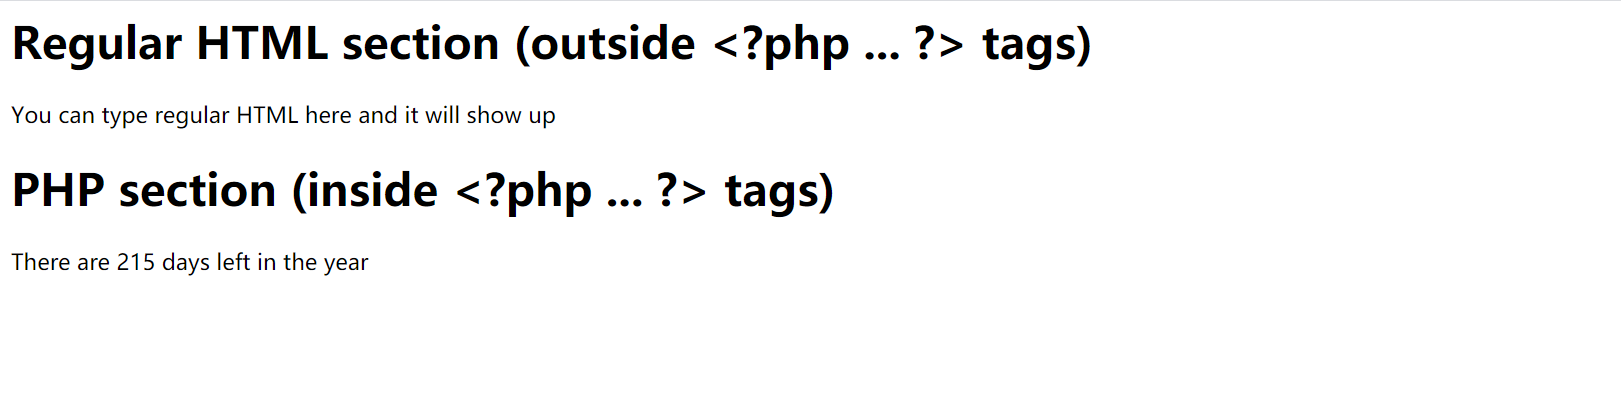 Regular HTML section (outside <?php ... ?> tags)
You can type regular HTML here and it will show up
PHP section (inside <?php ... ?> tags)
There are 215 days left in the year